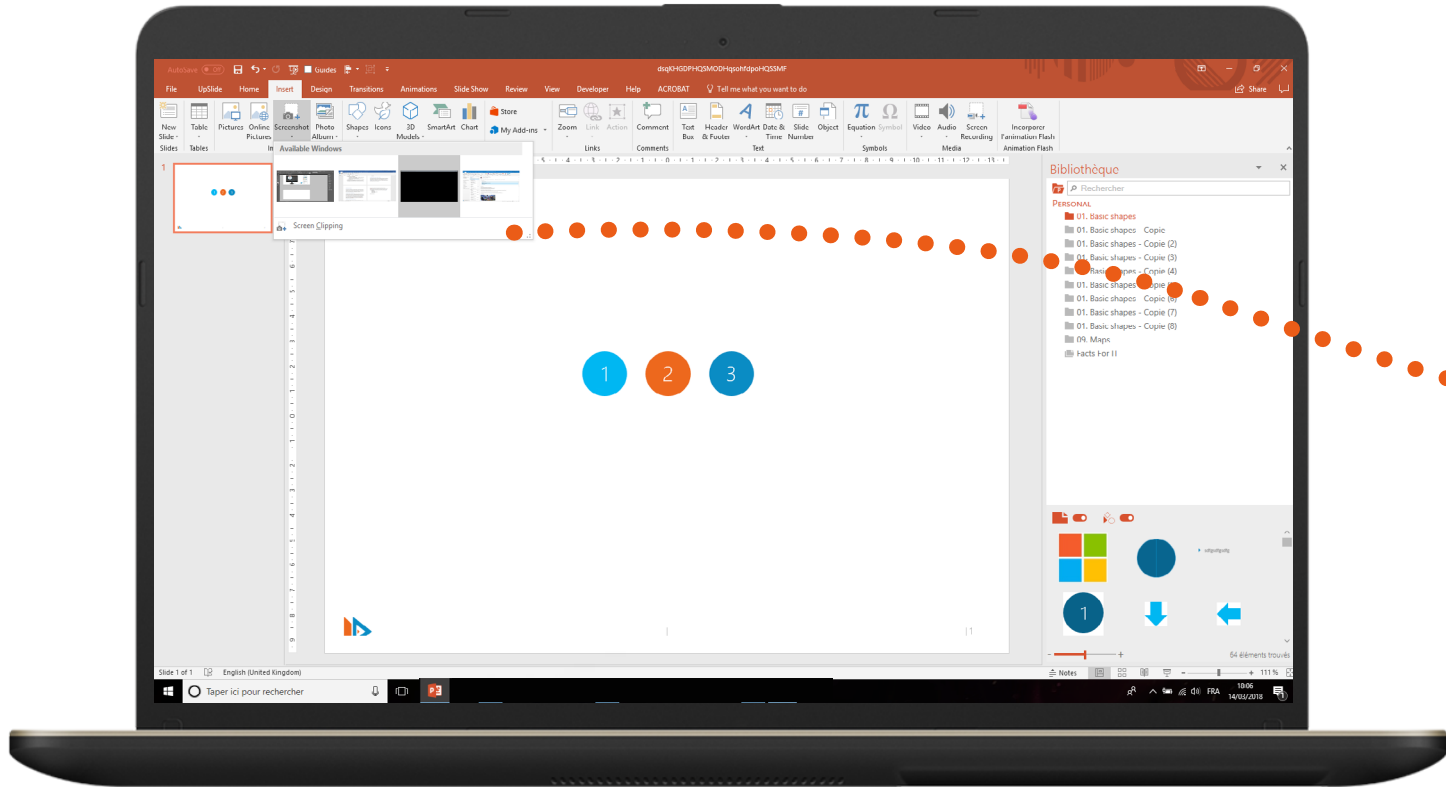 AutoSave Off Guides dsqKHGDPHQSMODHqsohfdpoHQSSMF
File UpSlide Home Insert Design Transitions Animations Slide Show Review View Developer Help ACROBAT Tell me what you want to do Share
New Slide Table Pictures Online Pictures Screenshot Photo Album Shapes Icons 3D Models SmartArt Chart Store My Add-ins Zoom Link Action Comment Text Box Header & Footer WordArt Date & Time Slide Number Object Equation Symbol Video Audio Screen Recording Incorporer l'animation Flash
Slides Tables Links Comments Text Symbols Media Animation Flash
Available Windows
Screen Clipping
1
1 2 3
1
Bibliothèque
Rechercher
PERSONAL
01. Basic shapes
01. Basic shapes - Copie
01. Basic shapes - Copie (2)
01. Basic shapes - Copie (3)
Basic shapes - Copie (4)
01. Basic shapes
01. Basic shapes - Copie
01. Basic shapes - Copie (7)
01. Basic shapes - Copie (8)
09. Maps
Facts For IT
1
64 éléments trouvés
Slide 1 of 1 English (United Kingdom) Notes 111 %
Taper ici pour rechercher FRA 10:06
14/03/2018